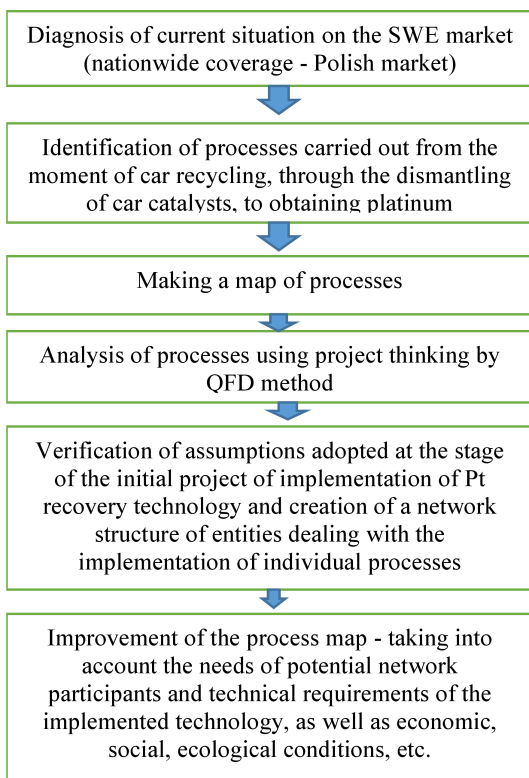 Diagnosis of current situation on the SWE market
(nationwide coverage - Polish market)
Identification of processes carried out from the
moment of car recycling, through the dismantling
of car catalysts, to obtaining platinum
Making a map of processes
Analysis of processes using project thinking by
QFD method
Verification of assumptions adopted at the stage
of the initial project of implementation of Pt
recovery technology and creation of a network
structure of entities dealing with the
implementation of individual processes
Improvement of the process map - taking into
account the needs of potential network
participants and technical requirements of the
implemented technology, as well as economic,
social, ecological conditions, etc.